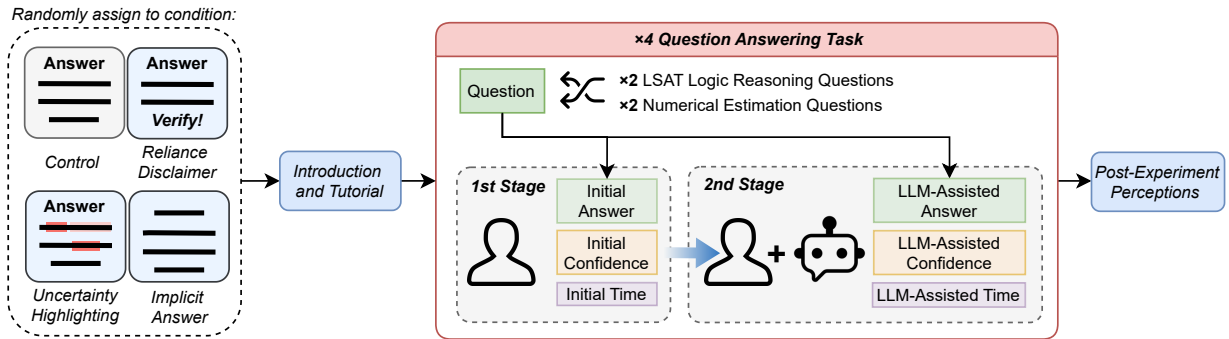 Randomly assign to condition:
Answer
Control
Answer
Verify!
Reliance
Disclaimer
Answer
Uncertainty
Highlighting
Implicit
Answer
Introduction
and Tutorial
×4 Question Answering Task
Question
×2 LSAT Logic Reasoning Questions
×2 Numerical Estimation Questions
1st Stage
Initial
Answer
Initial
Confidence
Initial Time
2nd Stage
+
LLM-Assisted
Answer
LLM-Assisted
Confidence
LLM-Assisted Time
Post-Experiment
Perceptions